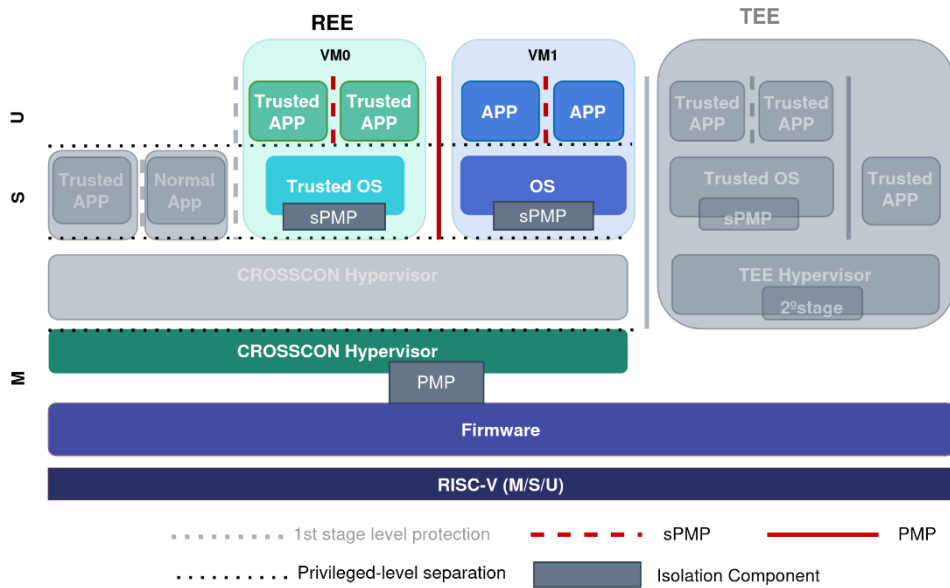 REE
TEE
VM0
VM1
U
Trusted
APP
Trusted
APP
APP
APP
Trusted
APP
Trusted
APP
S
Trusted
APP
Normal
App
Trusted OS
sPMP
OS
sPMP
Trusted OS
sPMP
Trusted
APP
CROSSCON Hypervisor
TEE Hypervisor
2ºstage
M
CROSSCON Hypervisor
PMP
Firmware
RISC-V (M/S/U)
1st stage level protection
sPMP
PMP
Privileged-level separation
Isolation Component